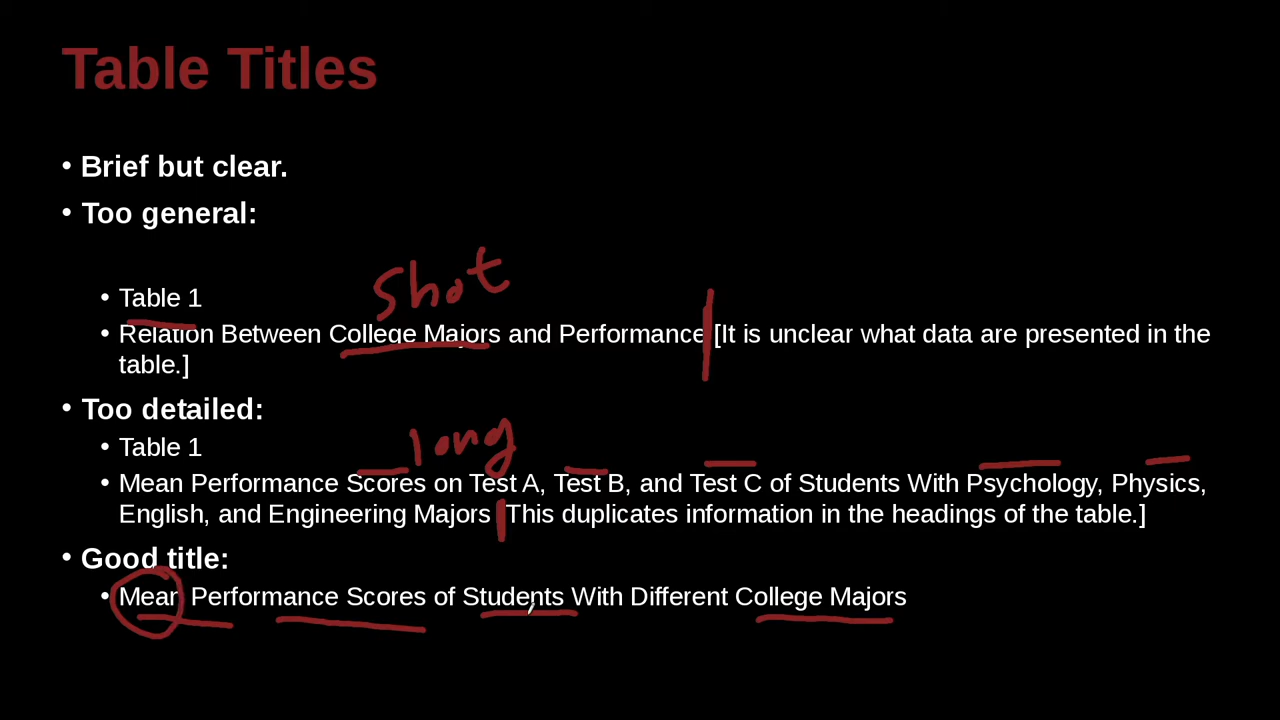 Table Titles
• Brief but clear.
• Too general:
Shot
• Table 1
• Relation Between College Majors and Performance [It is unclear what data are presented in the
table.]
• Too detailed:
long
• Table 1
• Mean Performance Scores on Test A, Test B, and Test C of Students With Psychology, Physics,
English, and Engineering Majors [This duplicates information in the headings of the table.]
• Good title:
• Mean Performance Scores of Students With Different College Majors